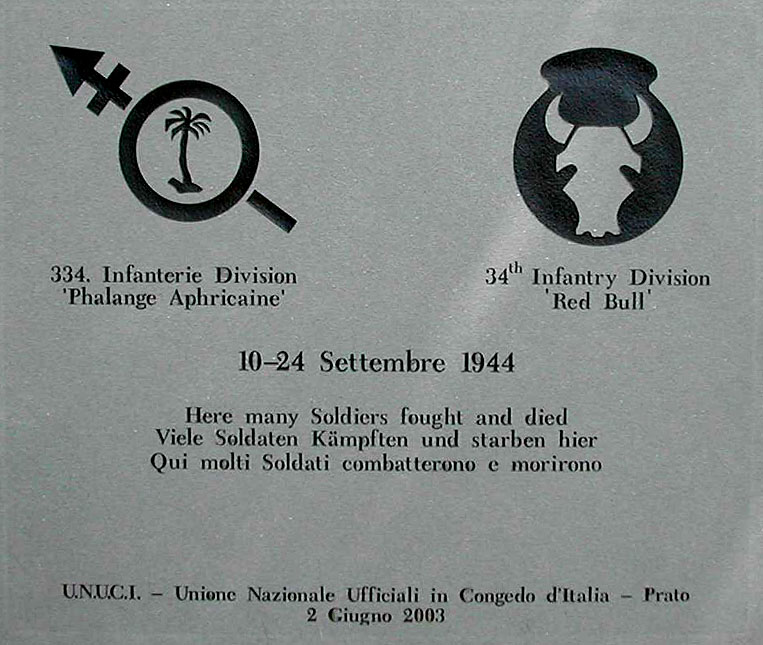 334. Infanterie Division
'Phalange Aphricaine'
34th Infantry Division
'Red Bull'
10–24 Settembre 1944
Here many Soldiers fought and died
Viele Soldaten Kämpften und starben hier
Qui molti Soldati combatterono e morirono
U.N.U.C.I. – Unione Nazionale Ufficiali in Congedo d'Italia – Prato
2 Giugno 2003